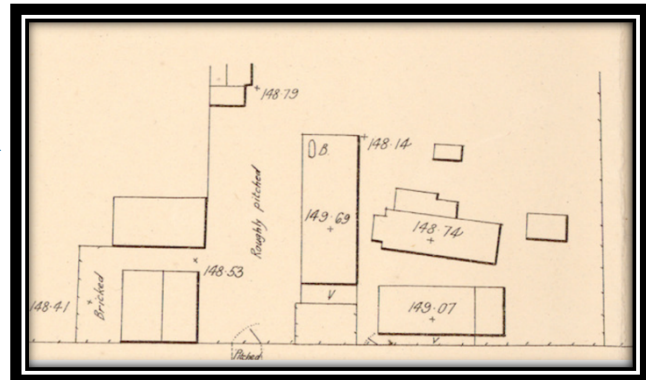 148·79
B.
148·14
Roughly pitched
149·69
148·74
148·53
148·41
Bricked
V
149·07
V
Pitched